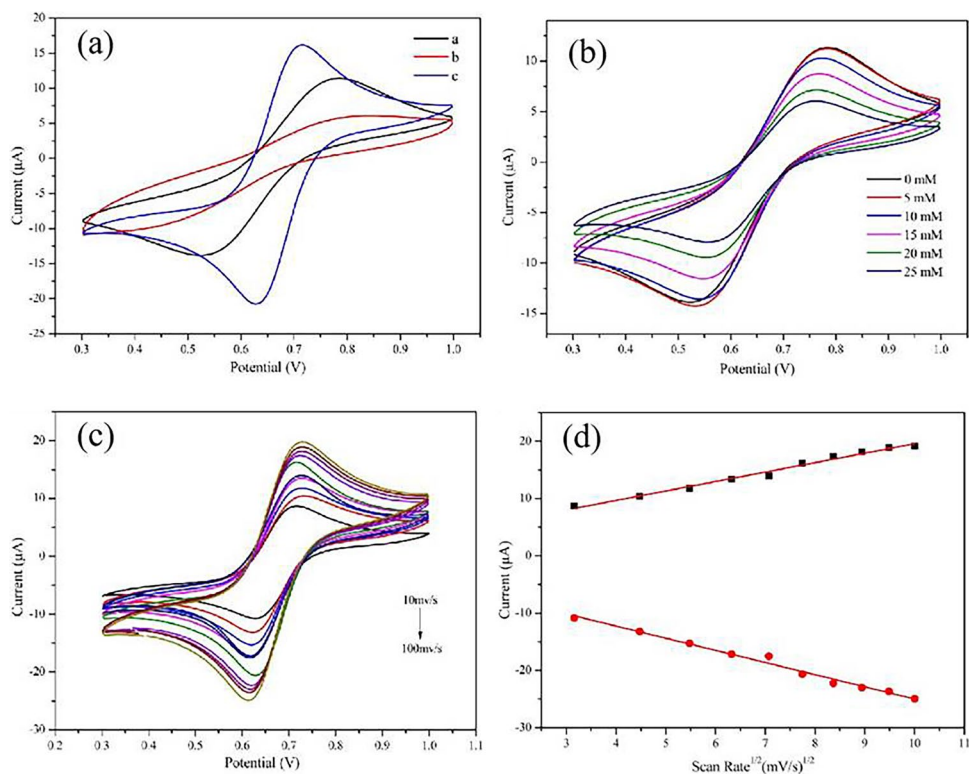 (a)
a
b
c
20
15
10
5
0
-5
-10
-15
-20
-25
Current (µA)
0.3 0.4 0.5 0.6 0.7 0.8 0.9 1.0
Potential (V)
(b)
10
5
0
-5
-10
-15
Current (µA)
0 mM
5 mM
10 mM
15 mM
20 mM
25 mM
0.3 0.4 0.5 0.6 0.7 0.8 0.9 1.0
Potential (V)
(c)
20
10
0
-10
-20
-30
Current (µA)
10mv/s
100mv/s
0.2 0.3 0.4 0.5 0.6 0.7 0.8 0.9 1.0 1.1
Potential (V)
(d)
30
20
10
0
-10
-20
-30
Current (µA)
3 4 5 6 7 8 9 10 11
Scan Rate^1/2(mV/s)^1/2